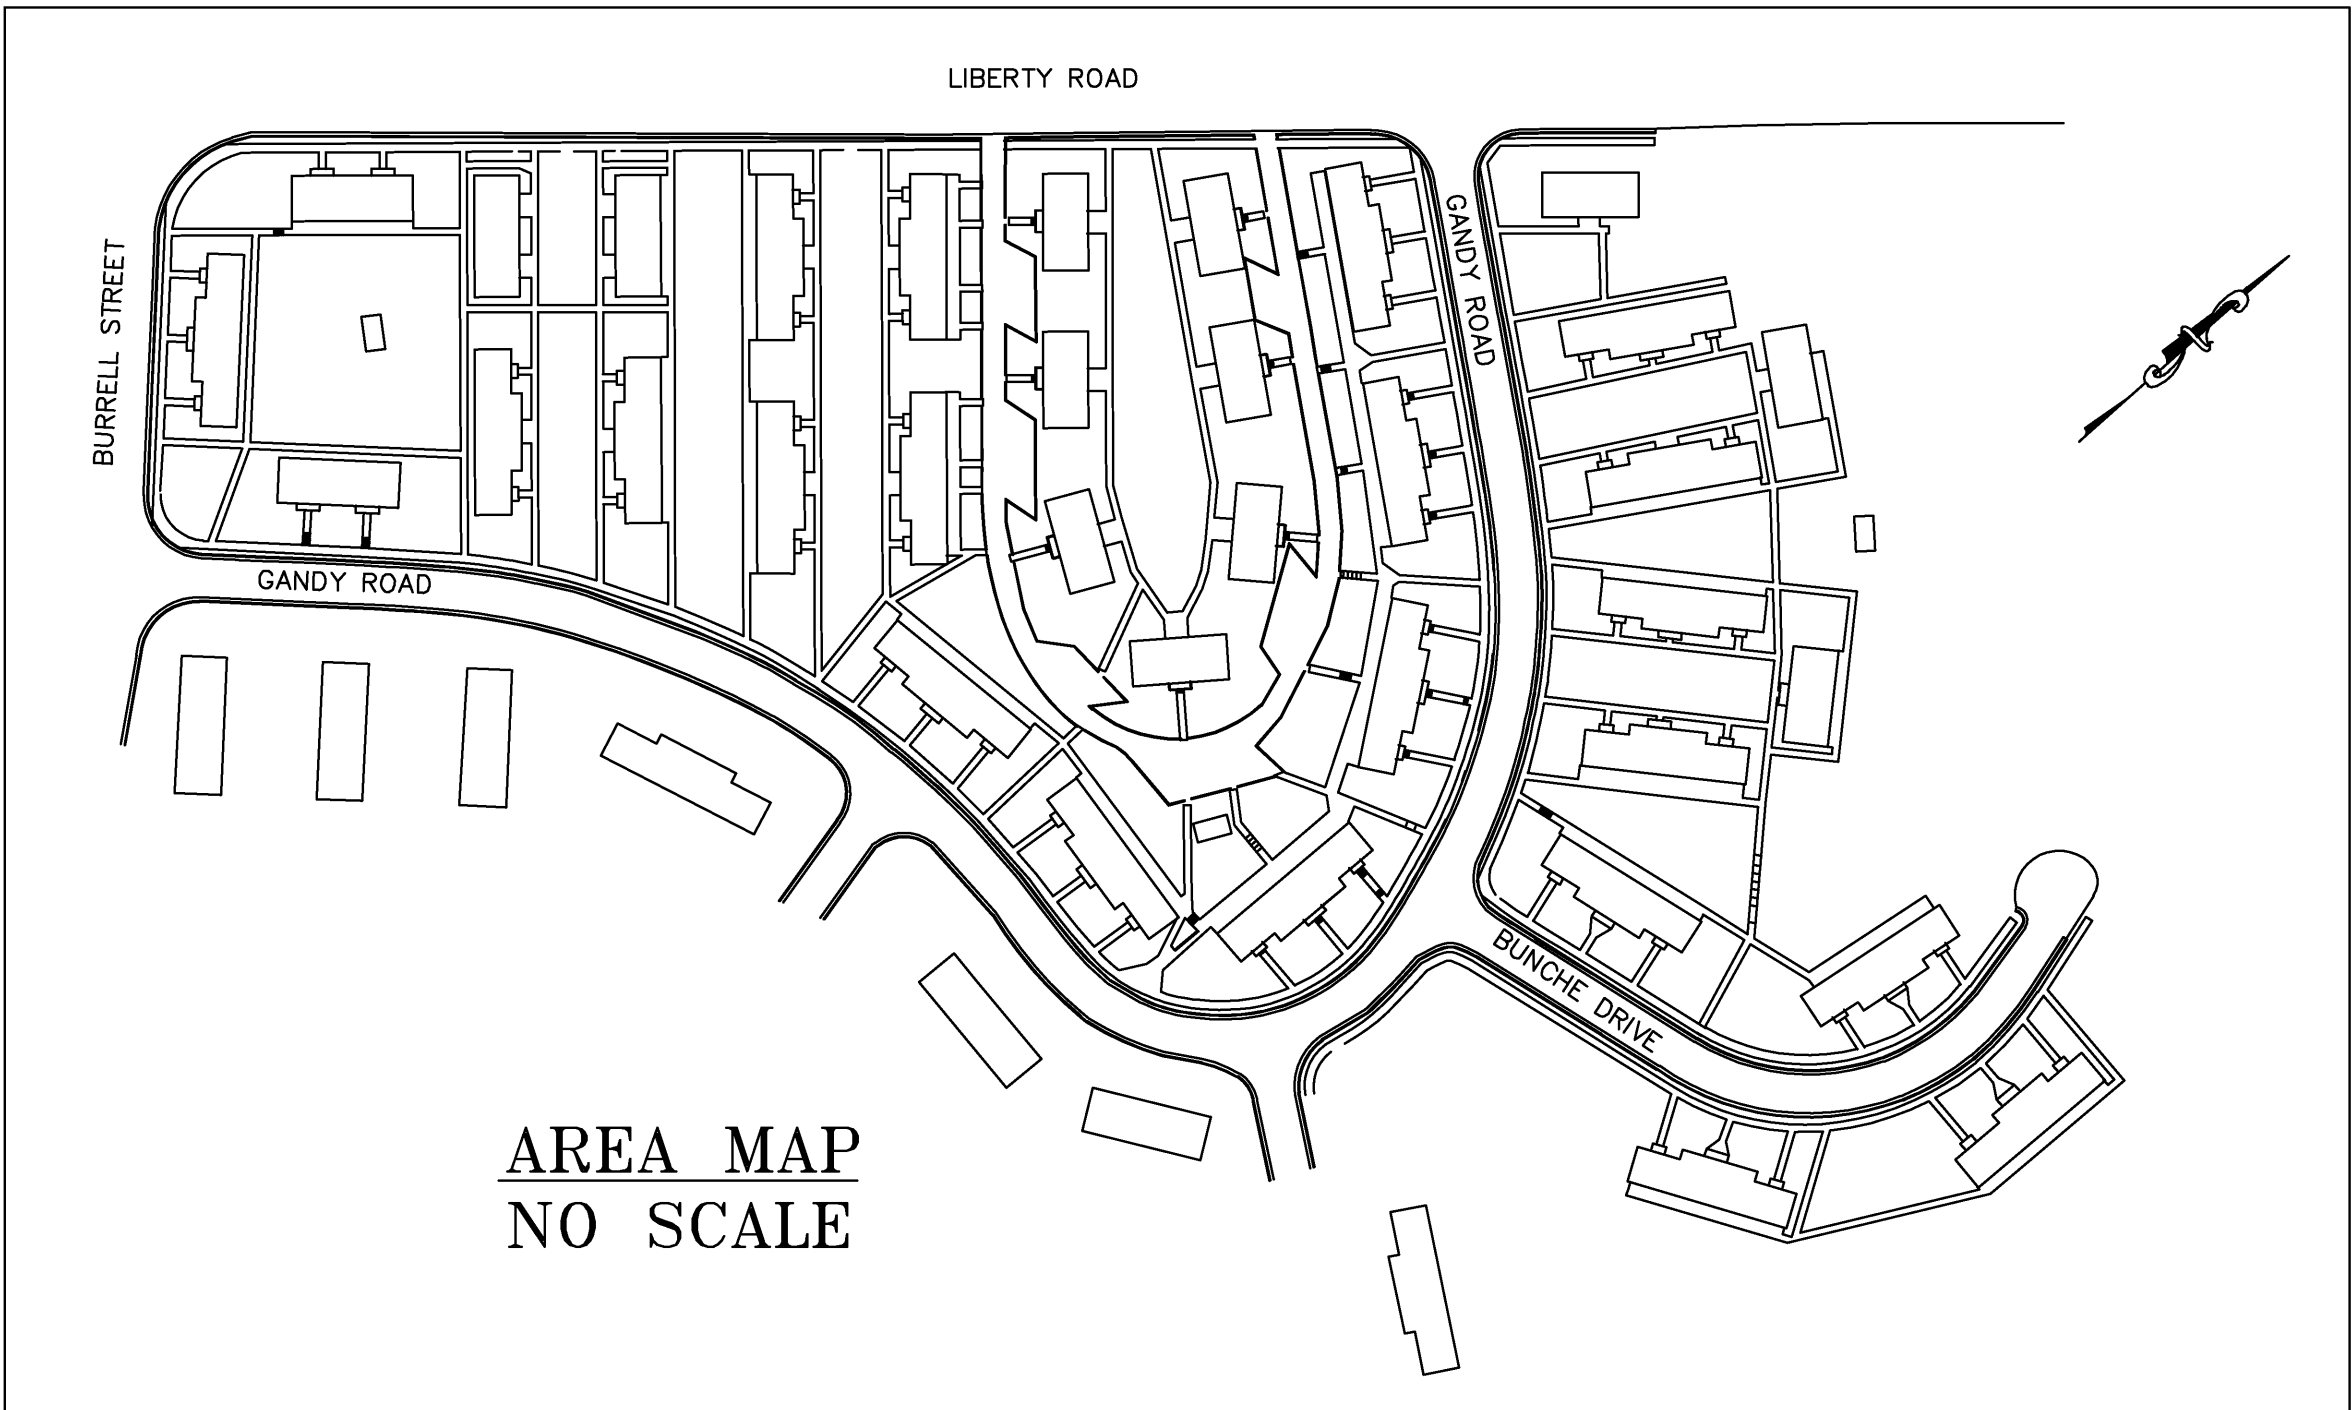 LIBERTY ROAD
BURRELL STREET
GANDY ROAD
GANDY ROAD
BUNCHE DRIVE
AREA MAP
NO SCALE